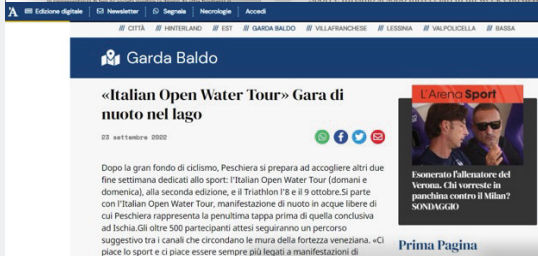 A Edizione digitale Newsletter Segnala Necrologie Accedi
/// CITTÀ /// HINTERLAND /// EST /// GARDA BALDO /// VILLAFRANCHESE /// LESSINIA /// VALPOLICELLA /// BASSA
Garda Baldo
«Italian Open Water Tour» Gara di
nuoto nel lago
23 settembre 2022
Dopo la gran fondo di ciclismo, Peschiera si prepara ad accogliere altri due
fine settimana dedicati allo sport: l'Italian Open Water Tour (domani e
domenica), alla seconda edizione, e il Triathlon l'8 e il 9 ottobre.Si parte
con l'Italian Open Water Tour, manifestazione di nuoto in acque libere di
cui Peschiera rappresenta la penultima tappa prima di quella conclusiva
ad Ischia.Gli oltre 500 partecipanti attesi seguiranno un percorso
suggestivo tra i canali che circondano le mura della fortezza veneziana. «Ci
piace lo sport e ci piace essere sempre più legati a manifestazioni di
L'Arena Sport
Esonerato l'allenatore del
Verona. Chi vorreste in
panchina contro il Milan?
SONDAGGIO
Prima Pagina